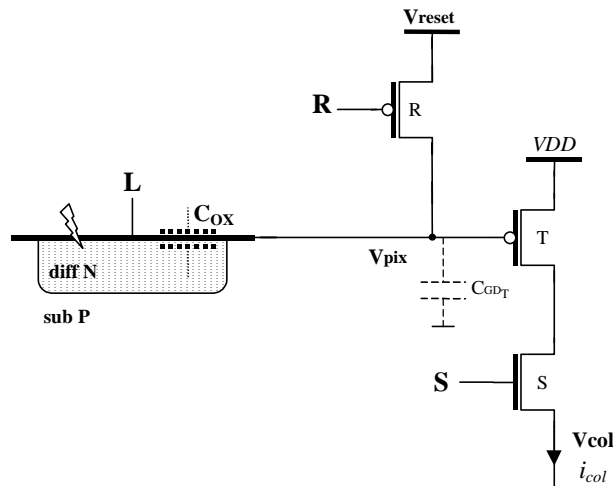 Vreset
R
R
VDD
L
COX
T
Vpix
diff N
CGDT
sub P
S
S
Vcol
icol